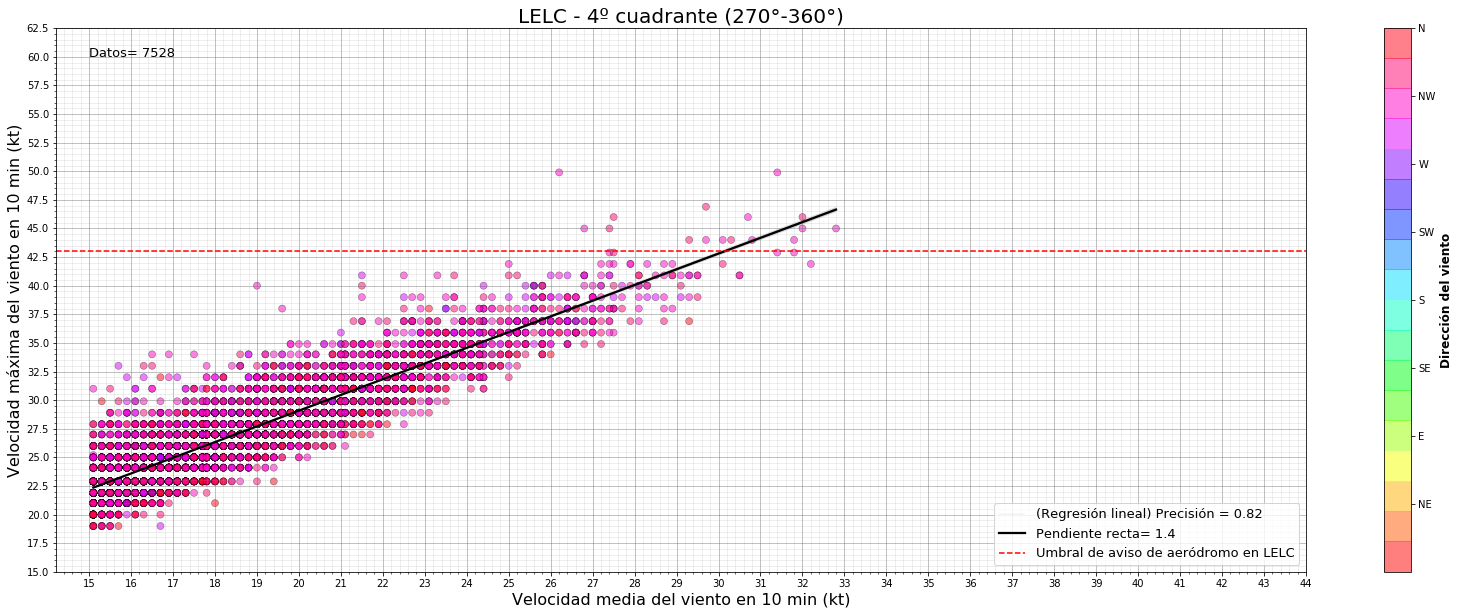 LELC - 4º cuadrante (270°-360°)
Datos= 7528
Velocidad máxima del viento en 10 min (kt)
62.5
60.0
57.5
55.0
52.5
50.0
47.5
45.0
42.5
40.0
37.5
35.0
32.5
30.0
27.5
25.0
22.5
20.0
17.5
15.0
15 16 17 18 19 20 21 22 23 24 25 26 27 28 29 30 31 32 33 34 35 36 37 38 39 40 41 42 43 44
Velocidad media del viento en 10 min (kt)
(Regresión lineal) Precisión = 0.82
Pendiente recta= 1.4
Umbral de aviso de aeródromo en LELC
N
NW
W
SW
S
SE
E
NE
Dirección del viento